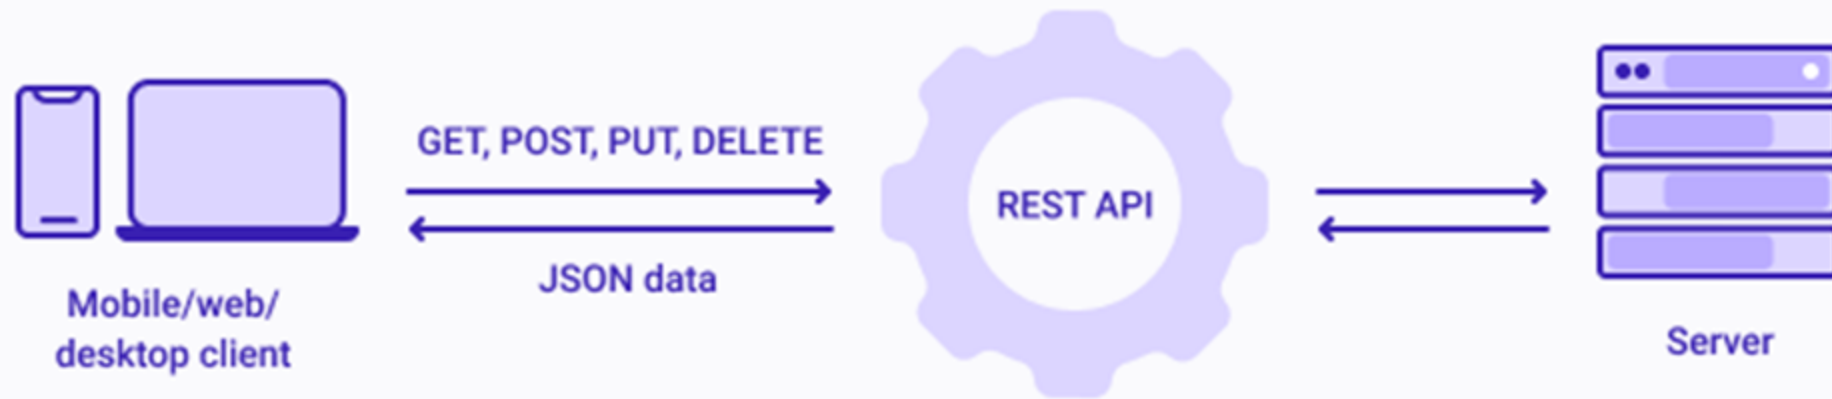 GET, POST, PUT, DELETE
REST API
JSON data
Mobile/web/
desktop client
Server